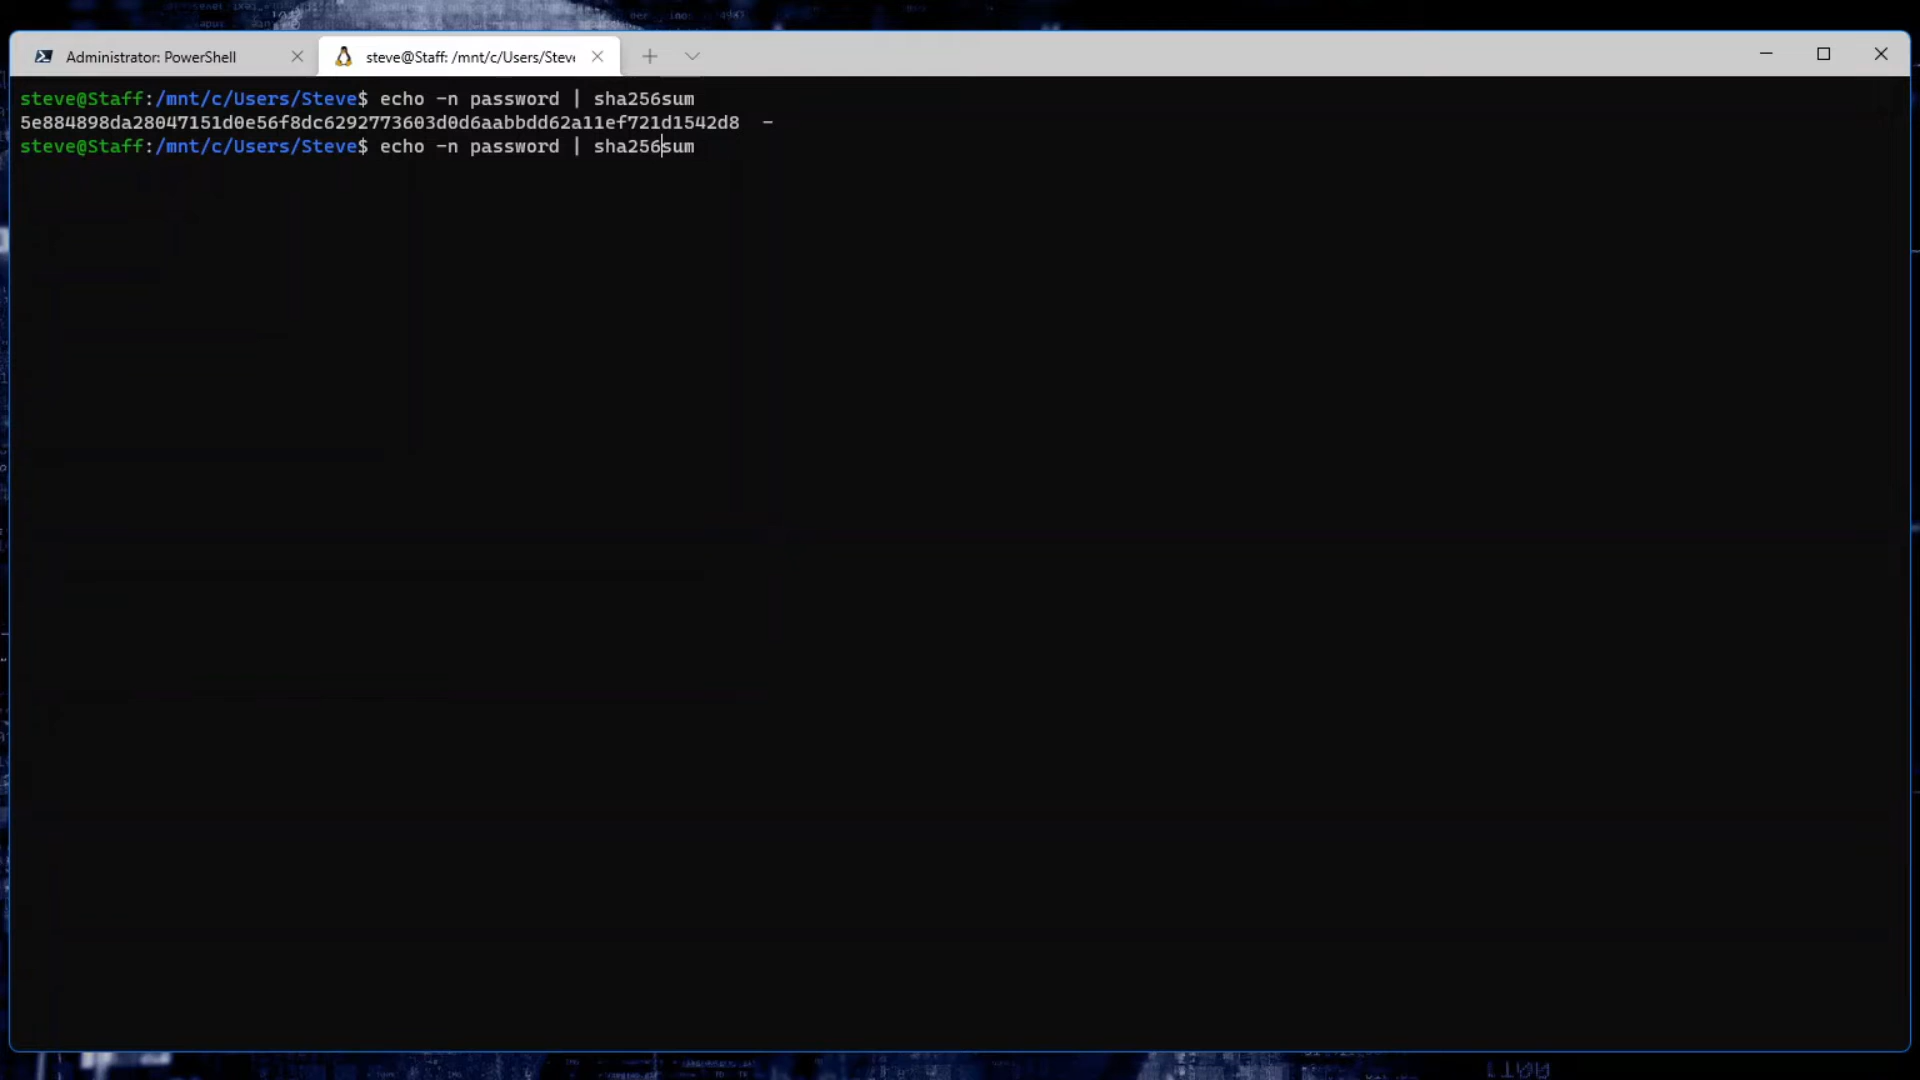 Administrator: PowerShell
steve@Staff: /mnt/c/Users/Steve
steve@Staff:/mnt/c/Users/Steve$ echo -n password | sha256sum
5e884898da28047151d0e56f8dc6292773603d0d6aabbdd62a11ef721d1542d8  -
steve@Staff:/mnt/c/Users/Steve$ echo -n password | sha256sum